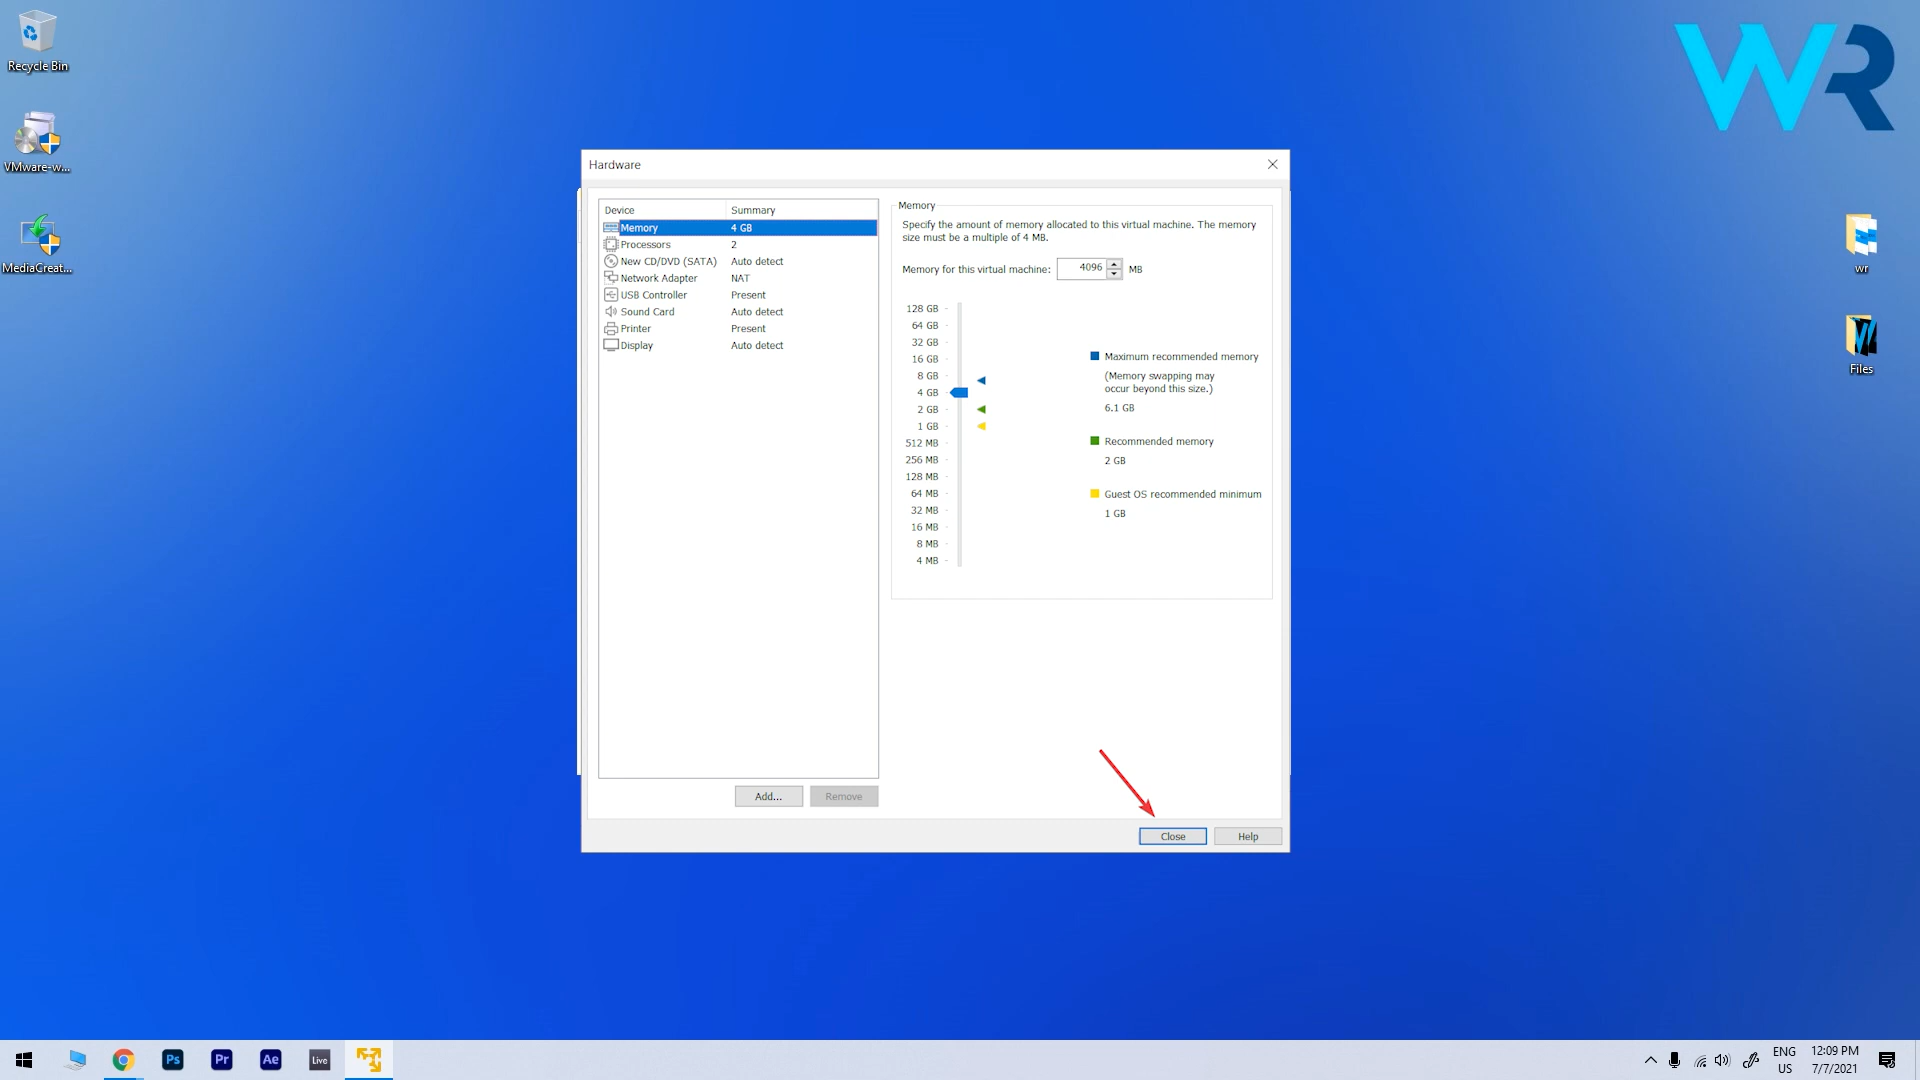 Recycle Bin
VMware-w...
MediaCreat...
WR
wr
Files
Hardware
Device Summary
Memory 4 GB
Processors 2
New CD/DVD (SATA) Auto detect
Network Adapter NAT
USB Controller Present
Sound Card Auto detect
Printer Present
Display Auto detect
Add...
Remove
Memory
Specify the amount of memory allocated to this virtual machine. The memory
size must be a multiple of 4 MB.
Memory for this virtual machine: 4096 MB
128 GB
64 GB
32 GB
16 GB
8 GB
4 GB
2 GB
1 GB
512 MB
256 MB
128 MB
64 MB
32 MB
16 MB
8 MB
4 MB
Maximum recommended memory
(Memory swapping may
occur beyond this size.)
6.1 GB
Recommended memory
2 GB
Guest OS recommended minimum
1 GB
Close
Help
Ps
Pr
Ae
Live
ENG
US
12:09 PM
7/7/2021